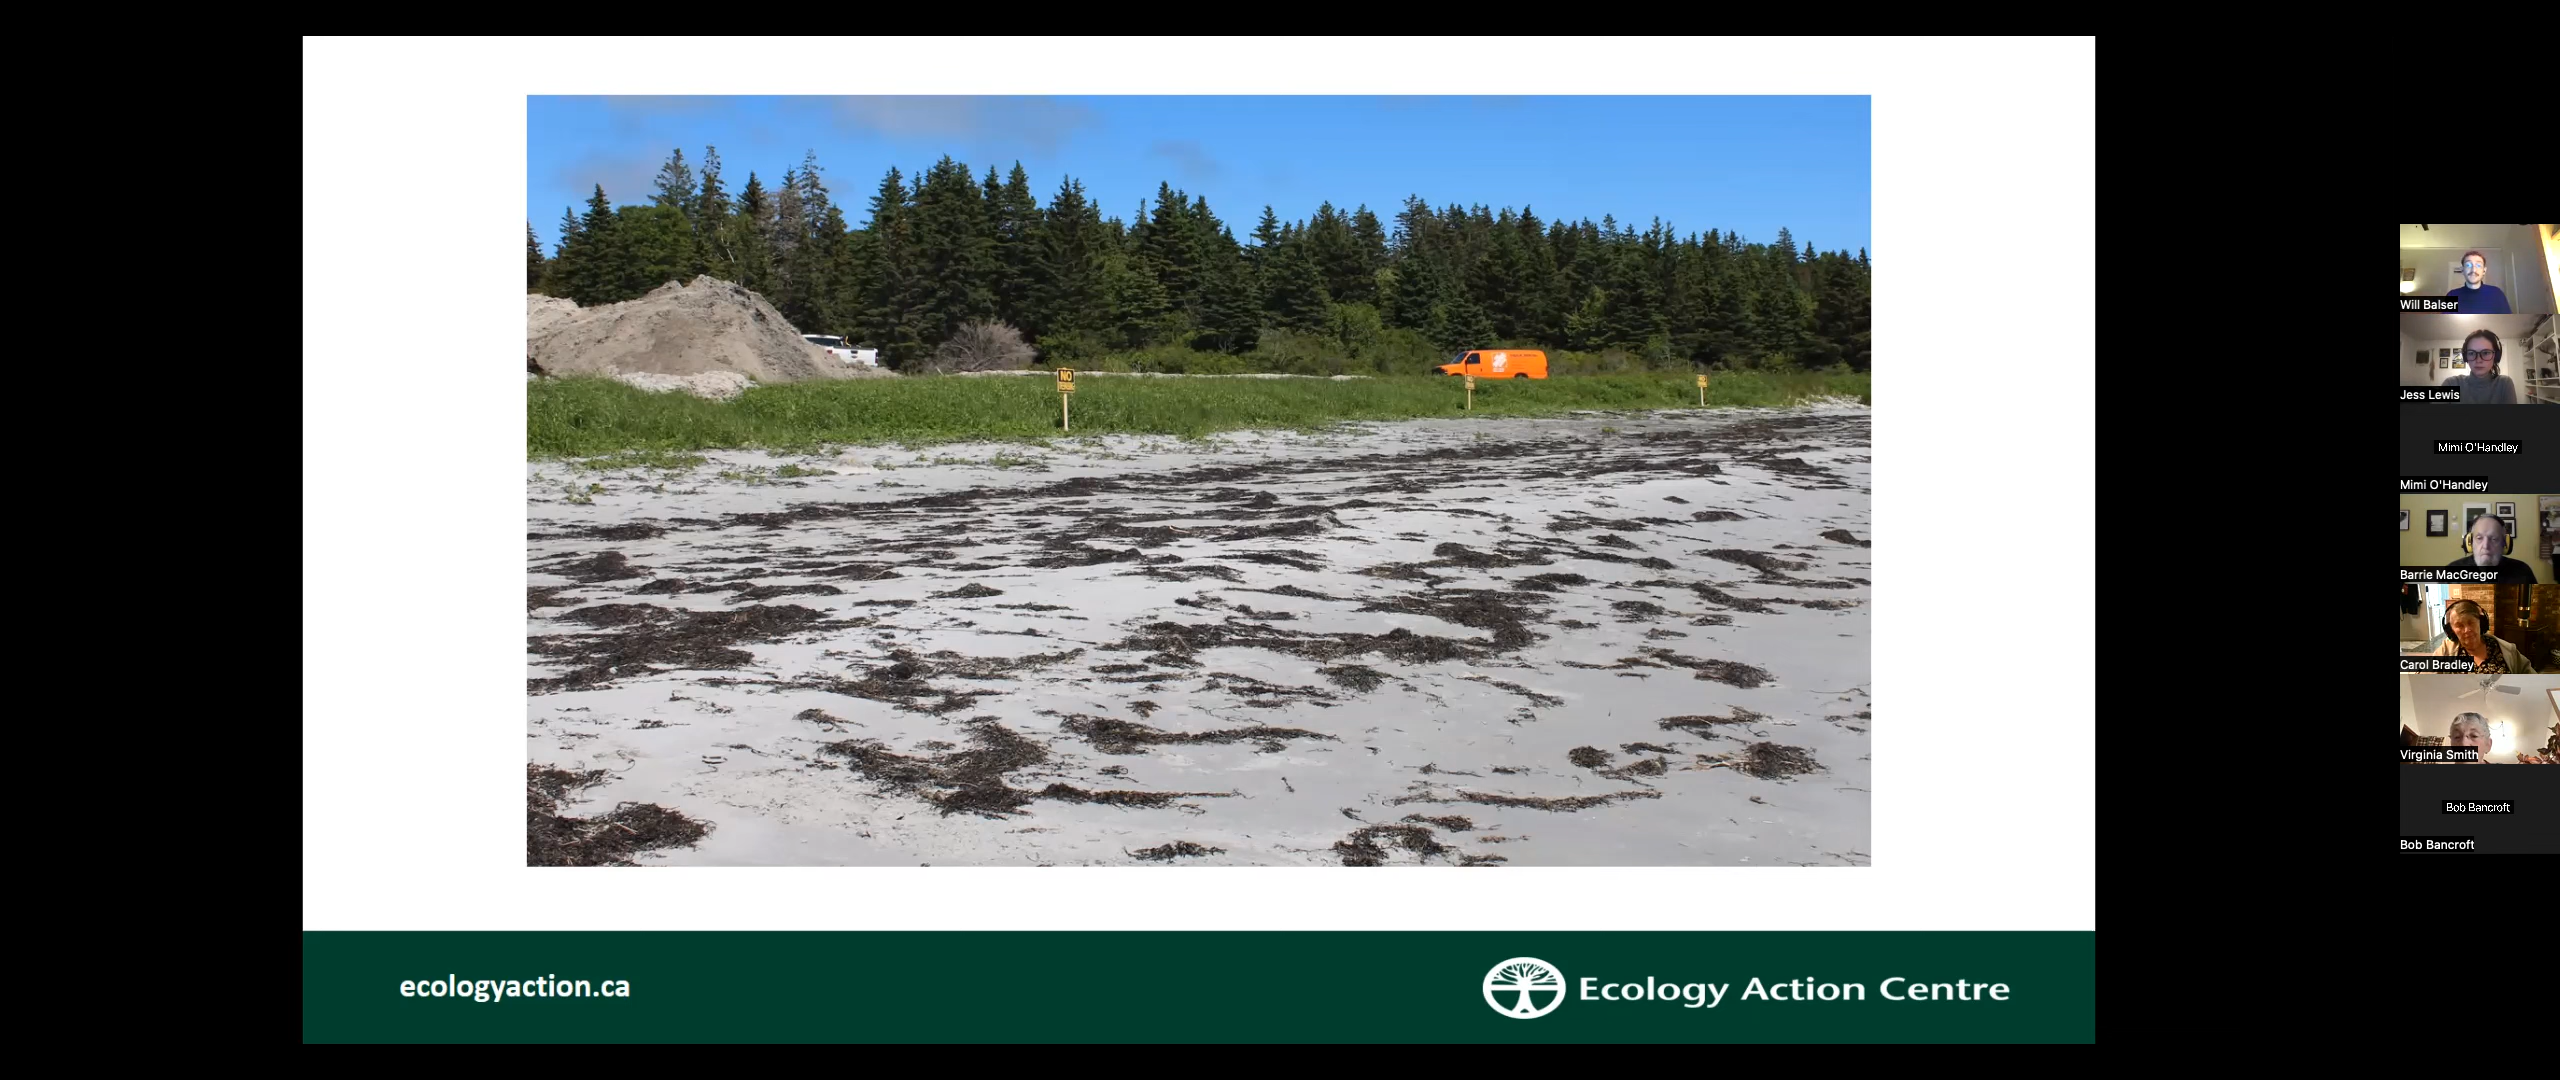 NO
ecologyaction.ca
Ecology Action Centre
Will Balser
Jess Lewis
Mimi O'Handley
Mimi O'Handley
Barrie MacGregor
Carol Bradley
Virginia Smith
Bob Bancroft
Bob Bancroft